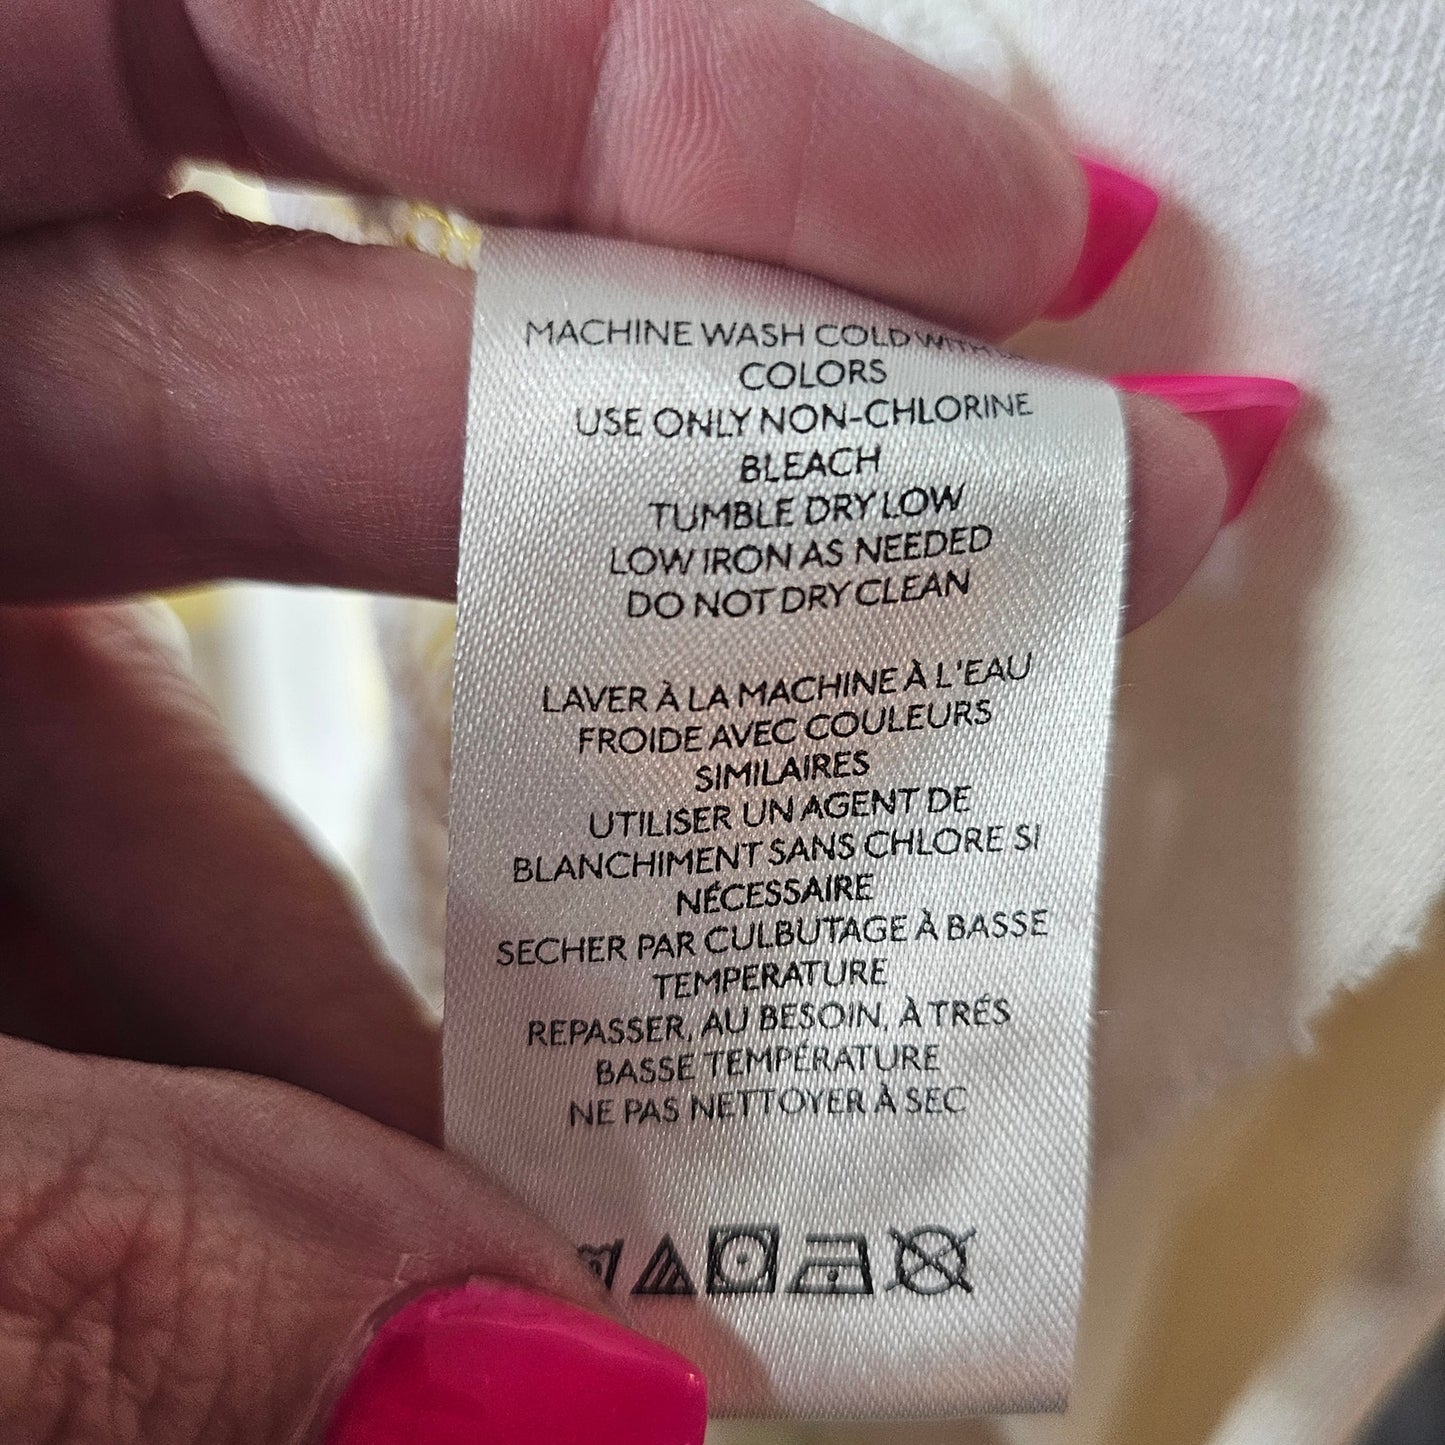 MACHINE WASH COLD WITH
COLORS
USE ONLY NON-CHLORINE
BLEACH
TUMBLE DRY LOW
LOW IRON AS NEEDED
DO NOT DRY CLEAN
LAVER À LA MACHINE À L'EAU
FROIDE AVEC COULEURS
SIMILAIRES
UTILISER UN AGENT DE
BLANCHIMENT SANS CHLORE SI
NÉCESSAIRE
SECHER PAR CULBUTAGE À BASSE
TEMPERATURE
REPASSER, AU BESOIN, À TRÉS
BASSE TEMPÉRATURE
NE PAS NETTOYER À SEC